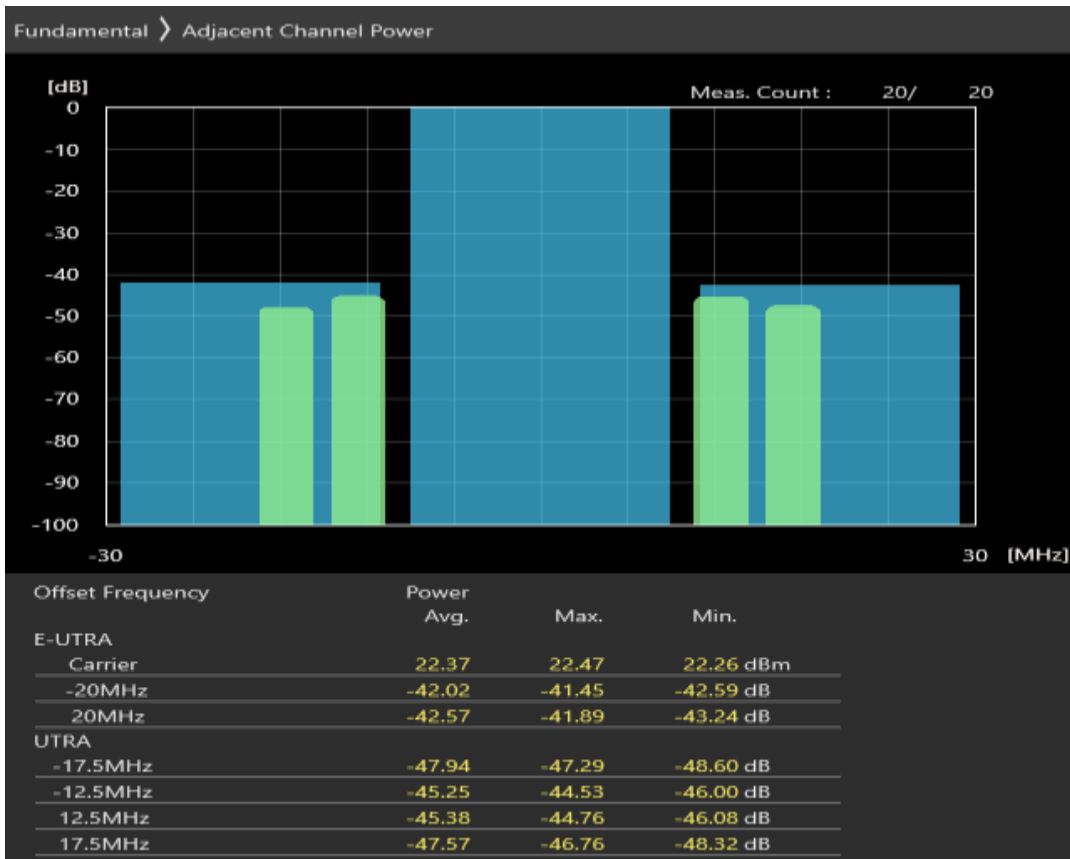 Fundamental ❯ Adjacent Channel Power
[dB]
Meas. Count : 20/ 20
0
-10
-20
-30
-40
-50
-60
-70
-80
-90
-100
-30 30 [MHz]
Offset Frequency Power
Avg. Max. Min.
E-UTRA
Carrier 22.37 22.47 22.26 dBm
-20MHz -42.02 -41.45 -42.59 dB
20MHz -42.57 -41.89 -43.24 dB
UTRA
-17.5MHz -47.94 -47.29 -48.60 dB
-12.5MHz -45.25 -44.53 -46.00 dB
12.5MHz -45.38 -44.76 -46.08 dB
17.5MHz -47.57 -46.76 -48.32 dB